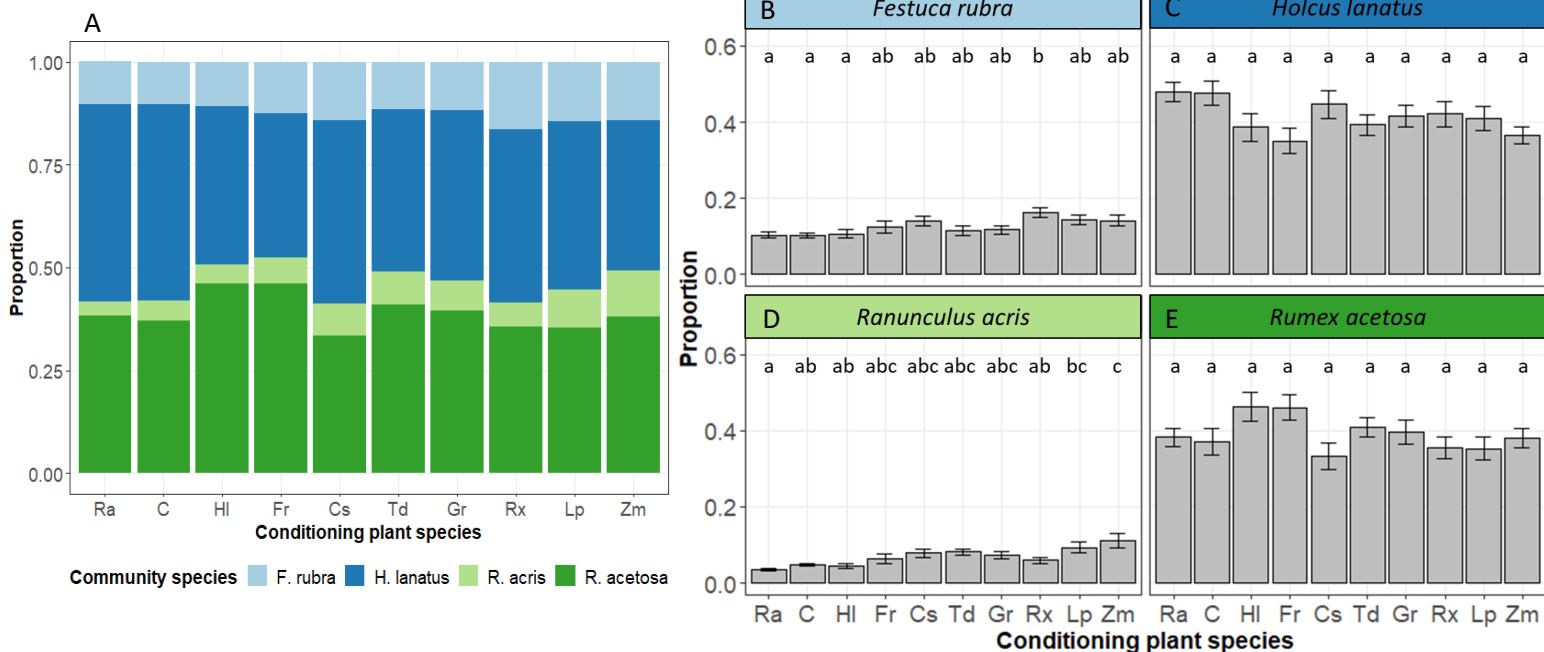 A
Proportion
1.00
0.75
0.50
0.25
0.00
Ra C Hl Fr Cs Td Gr Rx Lp Zm
Conditioning plant species
Community species F. rubra H. lanatus R. acris R. acetosa
Proportion
B Festuca rubra
0.6
0.4
0.2
0.0
a a a ab ab ab ab b ab ab
C Holcus lanatus
a a a a a a a a a a
D Ranunculus acris
0.6
0.4
0.2
0.0
a ab ab abc abc abc abc ab bc c
Ra C Hl Fr Cs Td Gr Rx Lp Zm
E Rumex acetosa
a a a a a a a a a a
Ra C Hl Fr Cs Td Gr Rx Lp Zm
Conditioning plant species